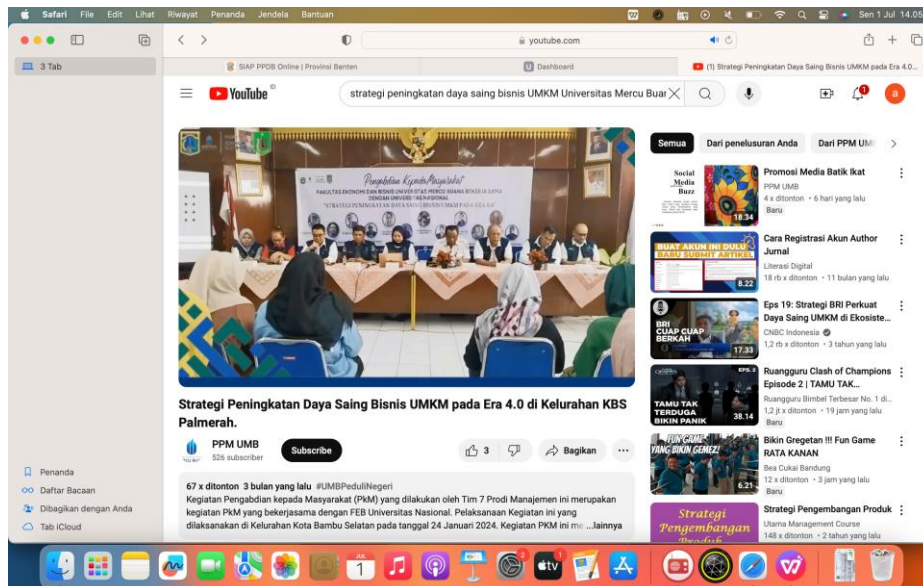 Safari File Edit Lihat Riwayat Penanda Jendela Bantuan
Sen 1 Jul 14.05
youtube.com
3 Tab
SIAP PPDB Online | Provinsi Banten
Dashboard
(1) Strategi Peningkatan Daya Saing Bisnis UMKM pada Era 4.0...
YouTube ID
strategi peningkatan daya saing bisnis UMKM Universitas Mercu Buar
a
Pengabdian Kepada Masyarakat
FAKULTAS EKONOMI DAN BISNIS UNIVERSITAS MERCU BUANA BEKERJA SAMA
DENGAN UNIVERSITAS NASIONAL
"STRATEGI PENINGKATAN DAYA SAING BISNIS UMKM PADA ERA 4.0"
Strategi Peningkatan Daya Saing Bisnis UMKM pada Era 4.0 di Kelurahan KBS
Palmerah.
PPM UMB
526 subscriber
Subscribe
3
Bagikan
67 x ditonton 3 bulan yang lalu #UMBPeduliNegeri
Kegiatan Pengabdian kepada Masyarakat (PkM) yang dilakukan oleh Tim 7 Prodi Manajemen ini merupakan
kegiatan PkM yang bekerjasama dengan FEB Universitas Nasional. Pelaksanaan Kegiatan ini yang
dilaksanakan di Kelurahan Kota Bambu Selatan pada tanggal 24 Januari 2024. Kegiatan PKM ini me ...lainnya
Semua
Dari penelusuran Anda
Dari PPM UM
Social
Media
Buzz
18.34
Promosi Media Batik Ikat
PPM UMB
4 x ditonton • 6 hari yang lalu
Baru
BUAT AKUN INI DULU
BARU SUBMIT ARTIKEL
8.22
Cara Registrasi Akun Author
Jurnal
Literasi Digital
18 rb x ditonton • 11 bulan yang lalu
BRI
CUAP CUAP
BERKAH
17.33
Eps 19: Strategi BRI Perkuat
Daya Saing UMKM di Ekosiste...
CNBC Indonesia
1,2 rb x ditonton • 3 tahun yang lalu
EPS. 2
TAMU TAK
TERDUGA
BIKIN PANIK
38.14
Ruangguru Clash of Champions
Episode 2 | TAMU TAK...
Ruangguru Bimbel Terbesar No. 1 di...
1,2 jt x ditonton • 19 jam yang lalu
Baru
FUN GAME
YANG BIKIN GEMEZ!
6.21
Bikin Gregetan !!! Fun Game
RATA KANAN
Bea Cukai Bandung
12 x ditonton • 3 jam yang lalu
Baru
Strategi
Pengembangan
Produk
Strategi Pengembangan Produk
Utama Management Course
148 x ditonton • 2 tahun yang lalu
Penanda
Daftar Bacaan
Dibagikan dengan Anda
Tab iCloud
JUL
1
tv